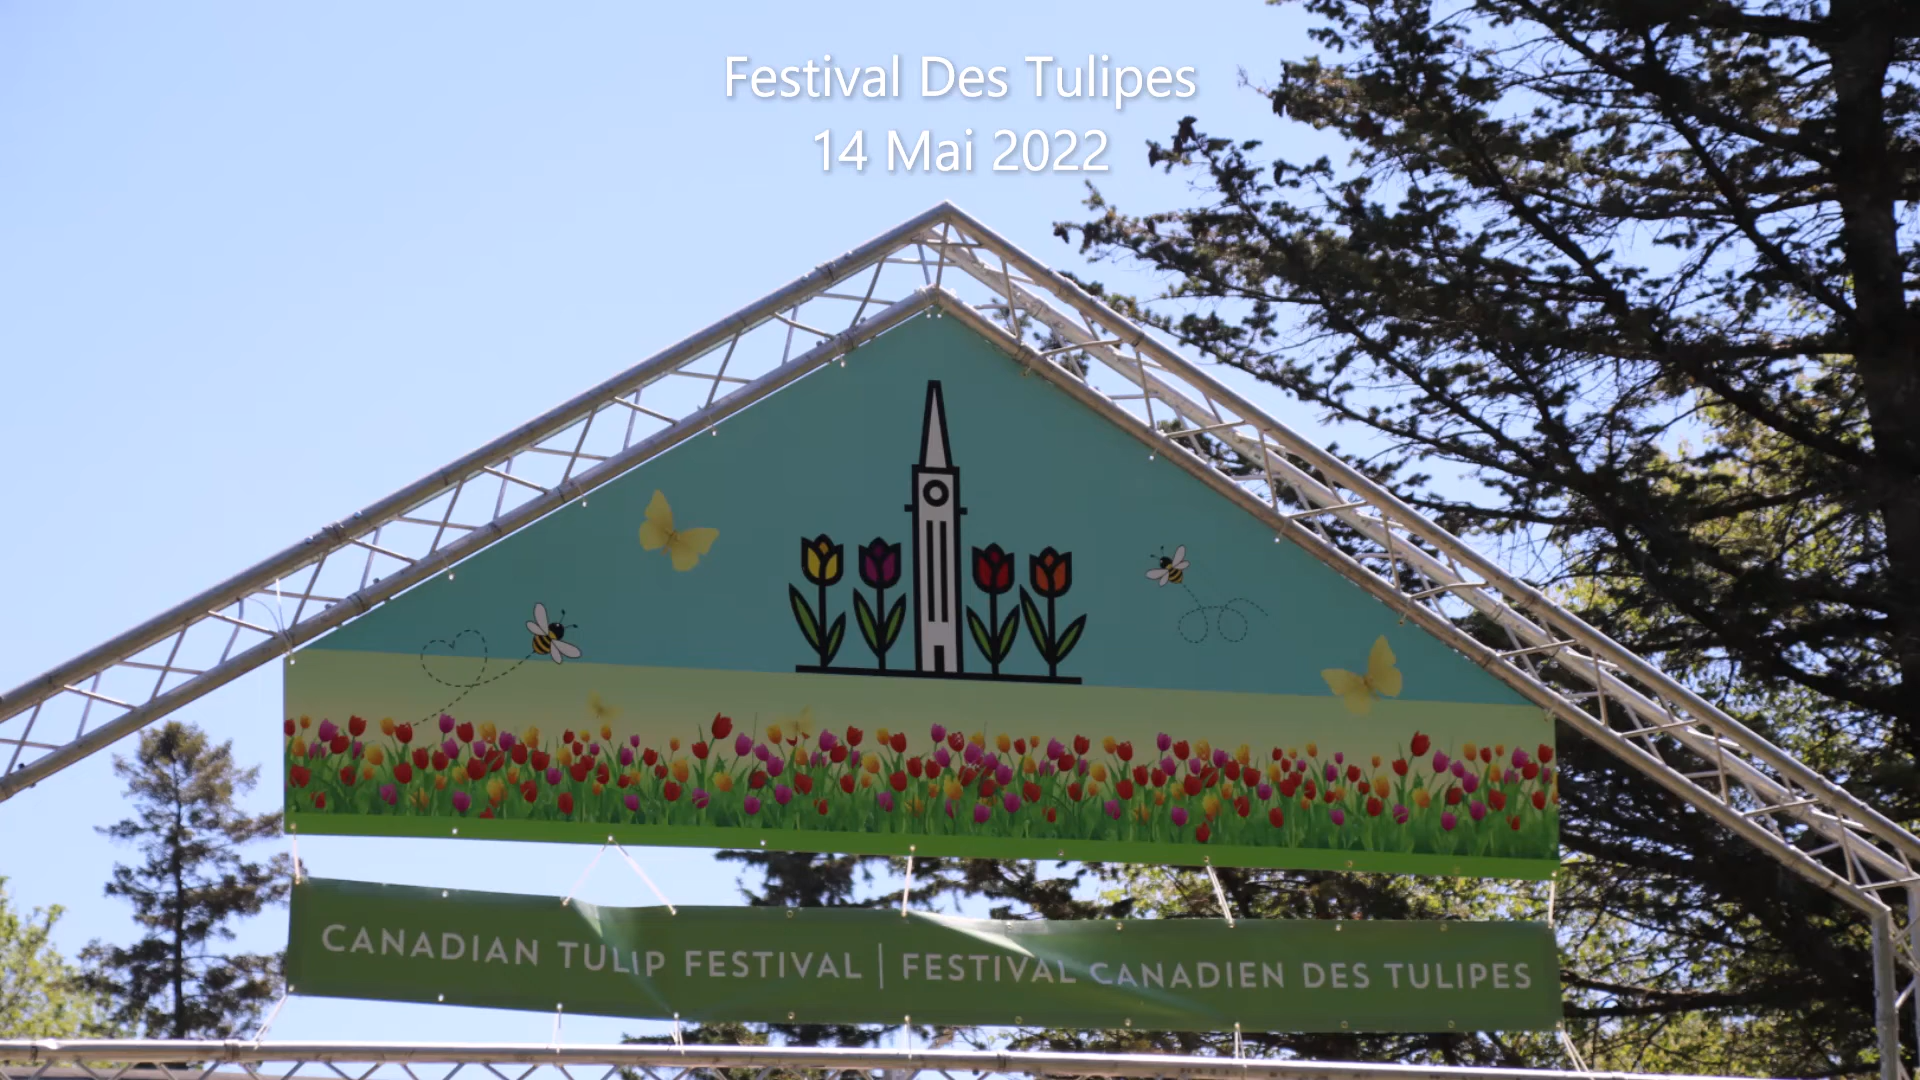 Festival Des Tulipes
14 Mai 2022
CANADIAN TULIP FESTIVAL | FESTIVAL CANADIEN DES TULIPES